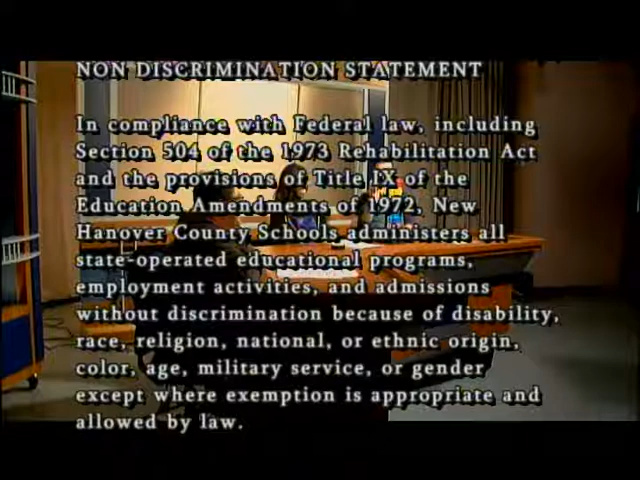 NON DISCRIMINATION STATEMENT
In compliance with Federal law, including
Section 504 of the 1973 Rehabilitation Act
and the provisions of Title IX of the
Education Amendments of 1972, New
Hanover County Schools administers all
state-operated educational programs,
employment activities, and admissions
without discrimination because of disability,
race, religion, national, or ethnic origin,
color, age, military service, or gender
except where exemption is appropriate and
allowed by law.